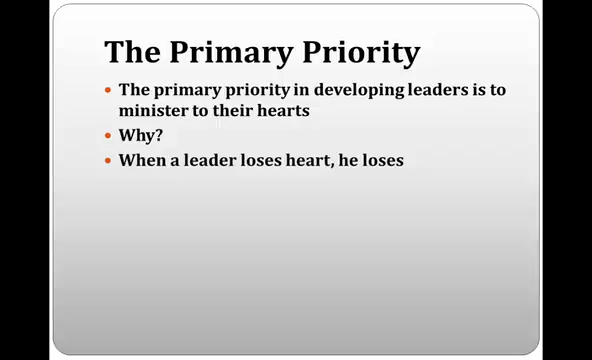 The Primary Priority
• The primary priority in developing leaders is to
minister to their hearts
• Why?
• When a leader loses heart, he loses